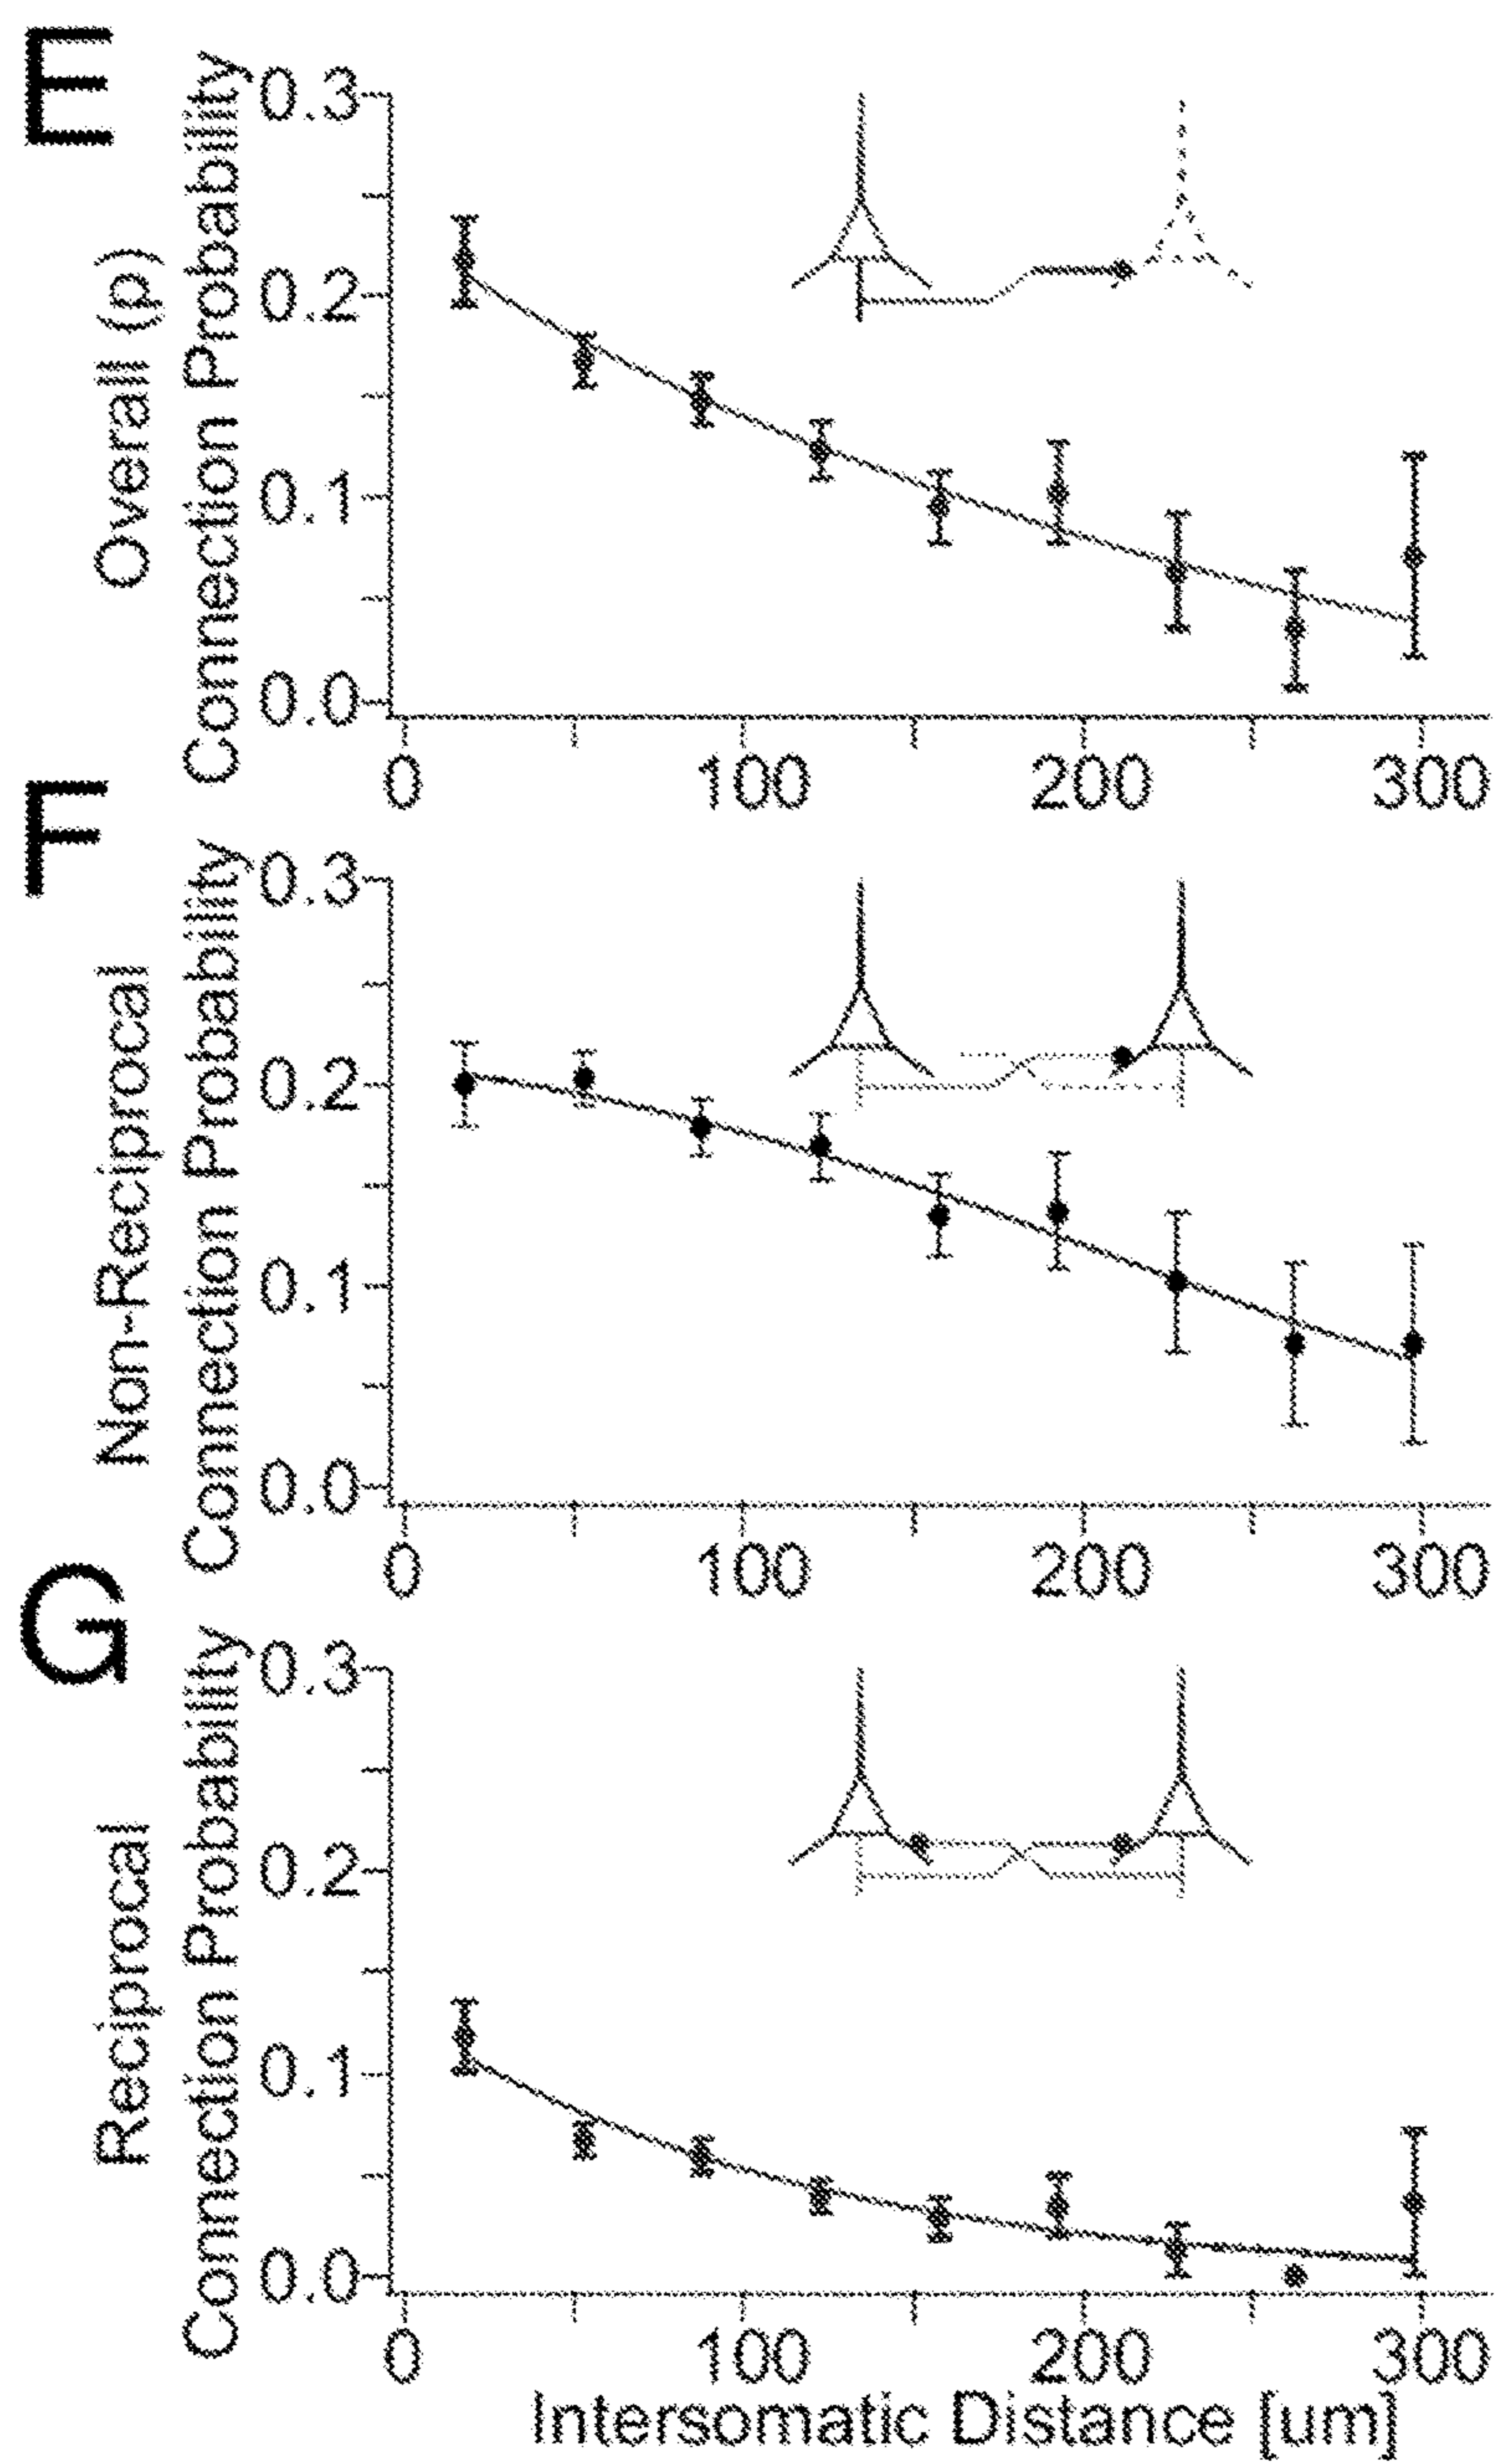 E
Overall (p)
Connection Probability
0.3
0.2
0.1
0.0
0 100 200 300
F
Non-Reciprocal
Connection Probability
0.3
0.2
0.1
0.0
0 100 200 300
G
Reciprocal
Connection Probability
0.3
0.2
0.1
0.0
0 100 200 300
Intersomatic Distance [um]